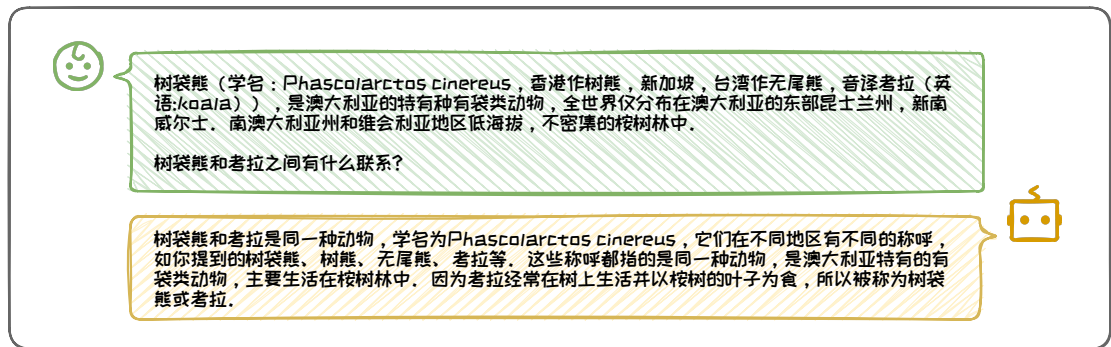 树袋熊（学名：Phascolarctos cinereus，香港作树熊，新加坡，台湾作无尾熊，音译考拉（英
语:koala）），是澳大利亚的特有种有袋类动物，全世界仅分布在澳大利亚的东部昆士兰州，新南
威尔士．南澳大利亚州和维会利亚地区低海拔，不密集的桉树林中．
树袋熊和考拉之间有什么联系?
树袋熊和考拉是同一种动物，学名为Phascolarctos cinereus，它们在不同地区有不同的称呼，
如你提到的树袋熊、树熊、无尾熊、考拉等．这些称呼都指的是同一种动物，是澳大利亚特有的有
袋类动物，主要生活在桉树林中．因为考拉经常在树上生活并以桉树的叶子为食，所以被称为树袋
熊或考拉．